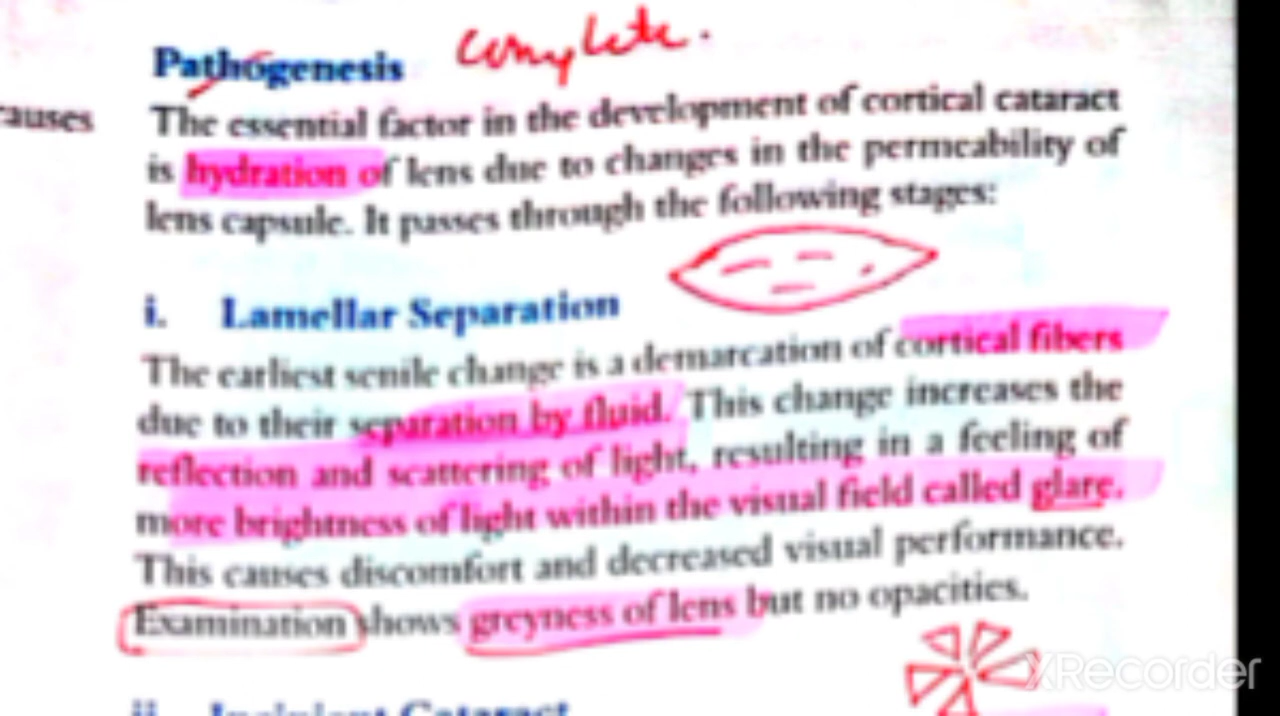 complete.
Pathogenesis
The essential factor in the development of cortical cataract
is hydration of lens due to changes in the permeability of
lens capsule. It passes through the following stages:
i. Lamellar Separation
The earliest senile change is a demarcation of cortical fibers
due to their separation by fluid. This change increases the
reflection and scattering of light, resulting in a feeling of
more brightness of light within the visual field called glare.
This causes discomfort and decreased visual performance.
Examination shows greyness of lens but no opacities.
XRecorder
ii. Incipient Cataract